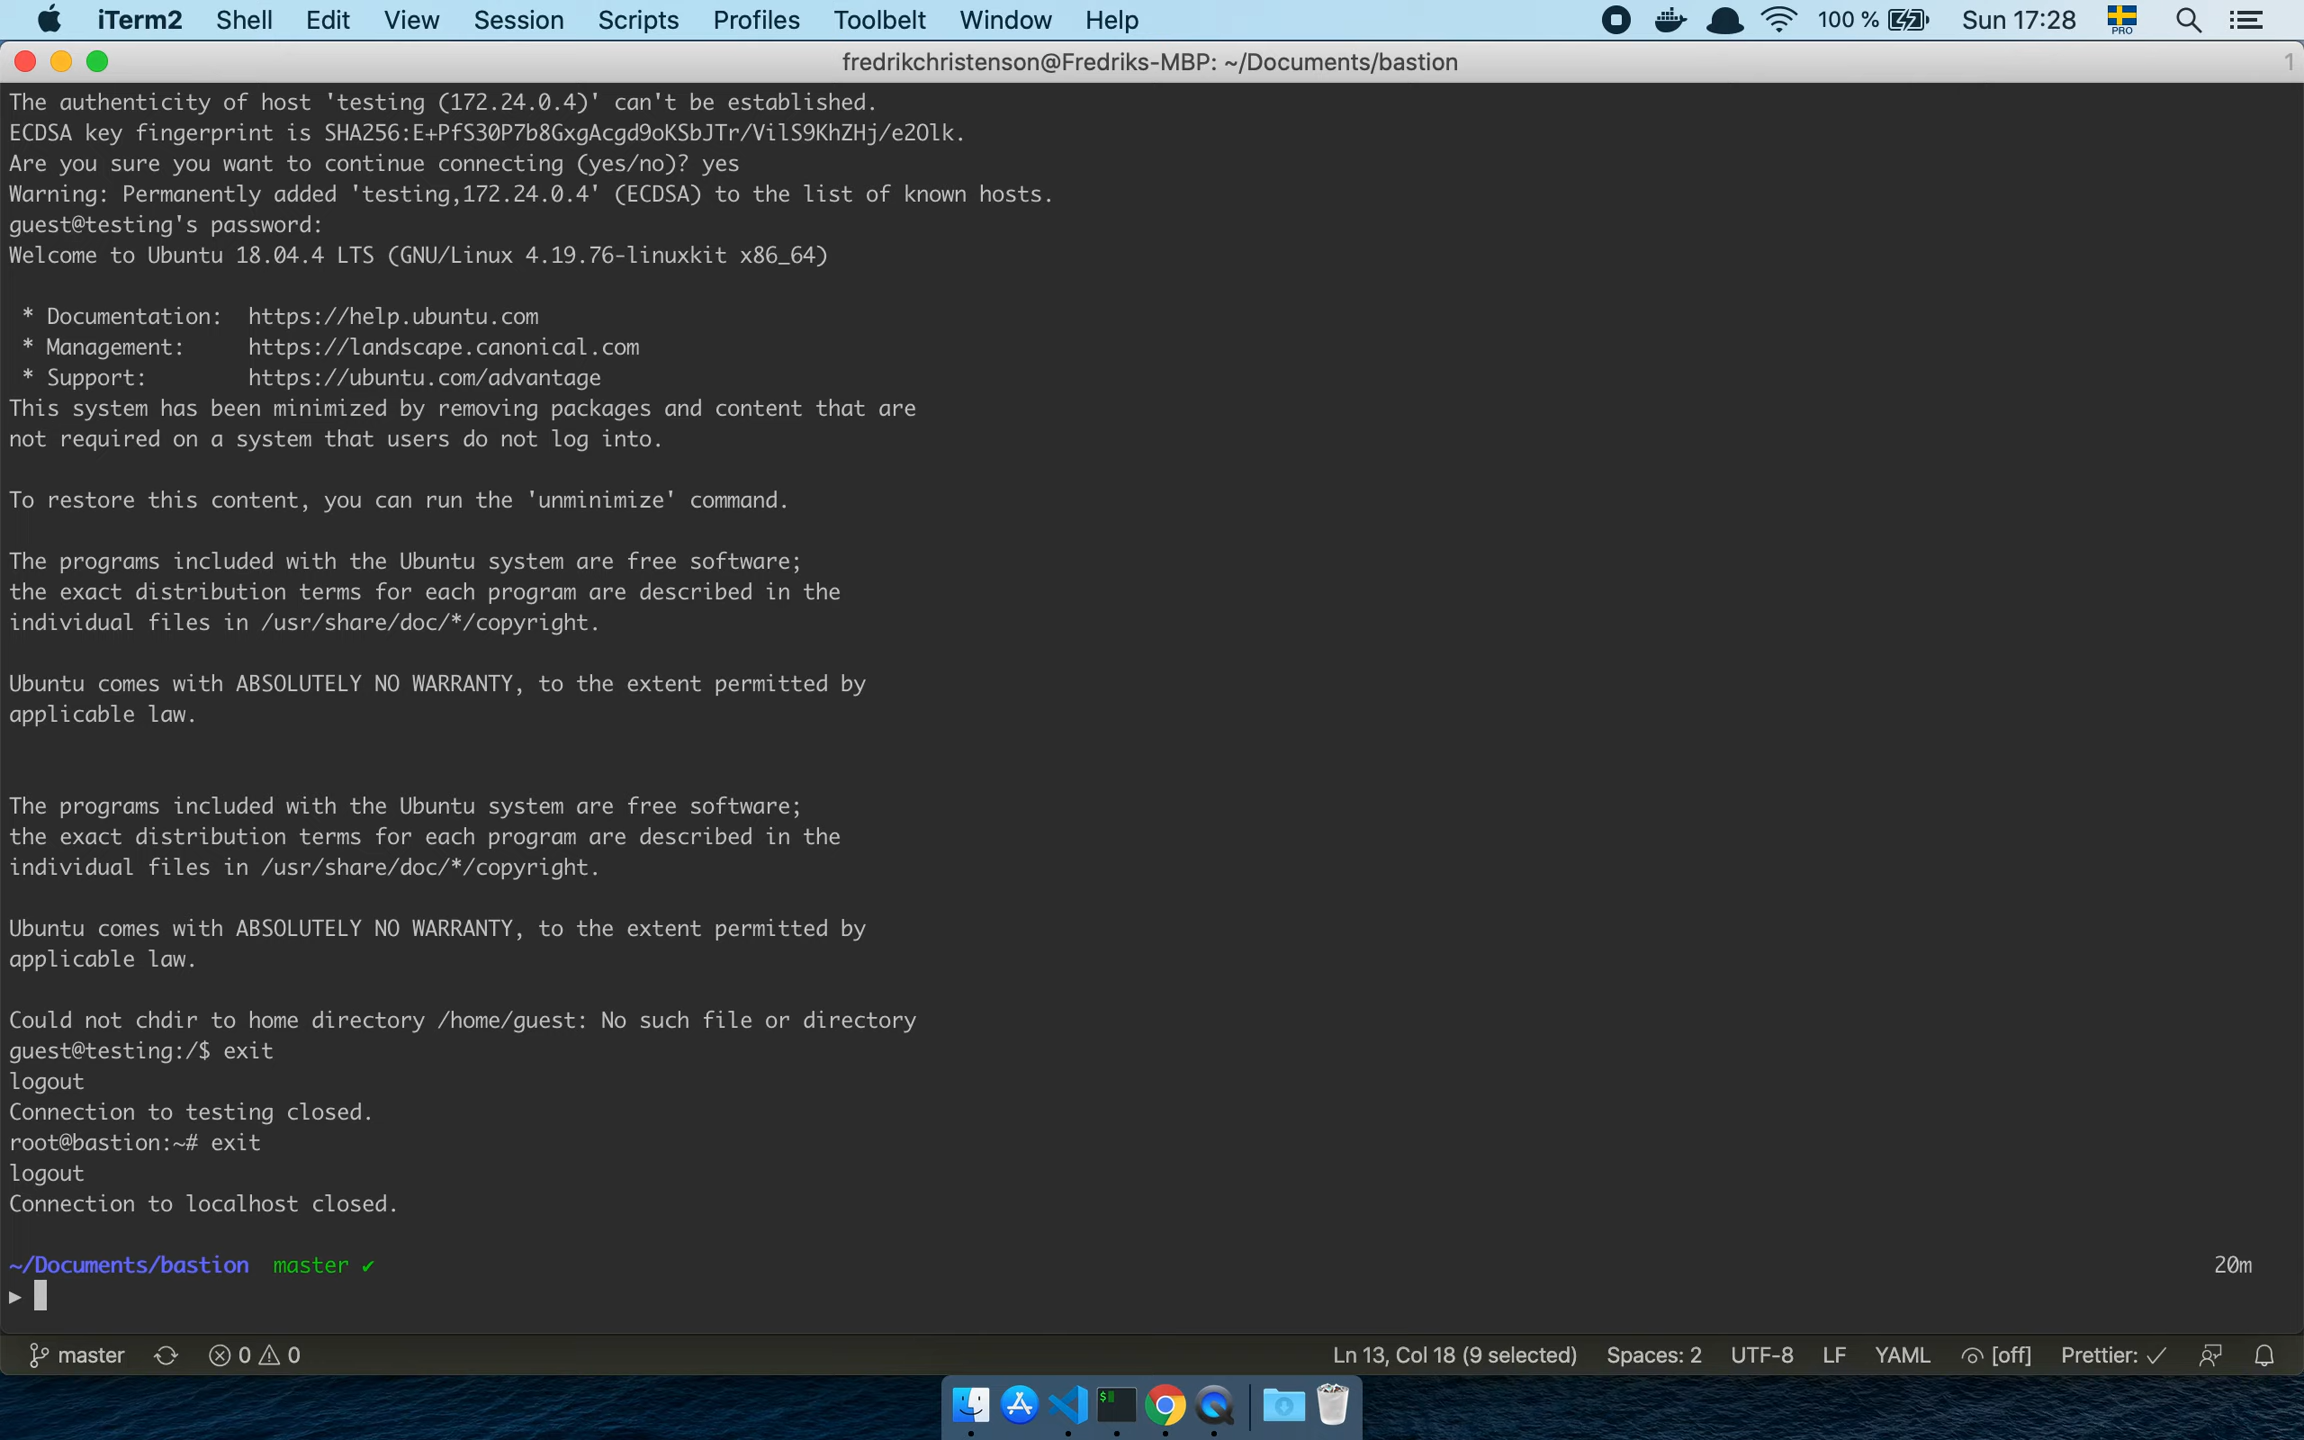 iTerm2 Shell Edit View Session Scripts Profiles Toolbelt Window Help 100 % Sun 17:28 PRO
fredrikchristenson@Fredriks-MBP: ~/Documents/bastion 1
The authenticity of host 'testing (172.24.0.4)' can't be established.
ECDSA key fingerprint is SHA256:E+PfS30P7b8GxgAcgd9oKSbJTr/VilS9KhZHj/e2Olk.
Are you sure you want to continue connecting (yes/no)? yes
Warning: Permanently added 'testing,172.24.0.4' (ECDSA) to the list of known hosts.
guest@testing's password:
Welcome to Ubuntu 18.04.4 LTS (GNU/Linux 4.19.76-linuxkit x86_64)
* Documentation:  https://help.ubuntu.com
* Management:     https://landscape.canonical.com
* Support:        https://ubuntu.com/advantage
This system has been minimized by removing packages and content that are
not required on a system that users do not log into.
To restore this content, you can run the 'unminimize' command.
The programs included with the Ubuntu system are free software;
the exact distribution terms for each program are described in the
individual files in /usr/share/doc/*/copyright.
Ubuntu comes with ABSOLUTELY NO WARRANTY, to the extent permitted by
applicable law.
The programs included with the Ubuntu system are free software;
the exact distribution terms for each program are described in the
individual files in /usr/share/doc/*/copyright.
Ubuntu comes with ABSOLUTELY NO WARRANTY, to the extent permitted by
applicable law.
Could not chdir to home directory /home/guest: No such file or directory
guest@testing:/$ exit
logout
Connection to testing closed.
root@bastion:~# exit
logout
Connection to localhost closed.
~/Documents/bastion  master ✔ 20m
▶
master 0 0 Ln 13, Col 18 (9 selected) Spaces: 2 UTF-8 LF YAML [off] Prettier: ✓